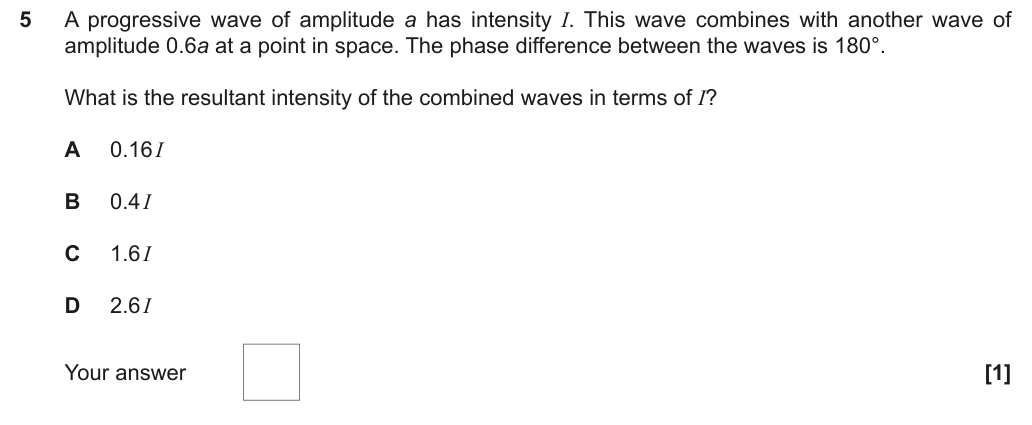 5 A progressive wave of amplitude a has intensity I. This wave combines with another wave of
amplitude 0.6a at a point in space. The phase difference between the waves is 180°.
What is the resultant intensity of the combined waves in terms of I?
A 0.16I
B 0.4I
C 1.6I
D 2.6I
Your answer [1]